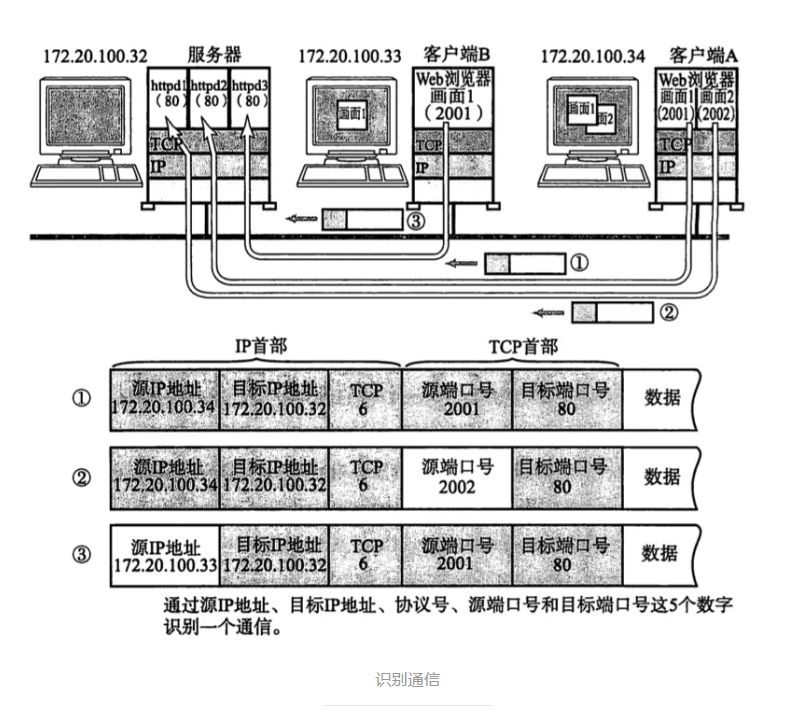 172.20.100.32
服务器
172.20.100.33
客户端B
172.20.100.34
客户端A
httpd1 httpd2 httpd3
(80) (80) (80)
TCP
IP
画面1
Web浏览器
画面1
(2001)
TCP
IP
画面1
面2
Web浏览器
画面1 画面2
(2001) (2002)
TCP
IP
③
①
②
IP首部
TCP首部
①
源IP地址
172.20.100.34
目标IP地址
172.20.100.32
TCP
6
源端口号
2001
目标端口号
80
数据
②
源IP地址
172.20.100.34
目标IP地址
172.20.100.32
TCP
6
源端口号
2002
目标端口号
80
数据
③
源IP地址
172.20.100.33
目标IP地址
172.20.100.32
TCP
6
源端口号
2001
目标端口号
80
数据
通过源IP地址、目标IP地址、协议号、源端口号和目标端口号这5个数字
识别一个通信。
识别通信